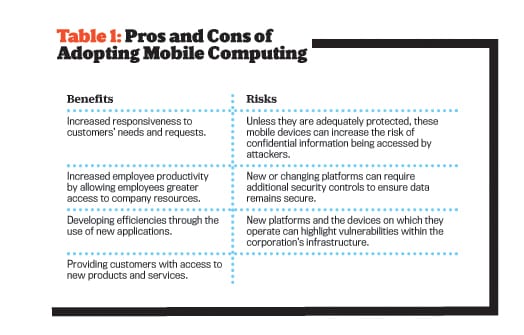 Table 1: Pros and Cons of
Adopting Mobile Computing
Benefits
Risks
Increased responsiveness to
customers' needs and requests.
Unless they are adequately protected, these
mobile devices can increase the risk of
confidential information being accessed by
attackers.
Increased employee productivity
by allowing employees greater
access to company resources.
New or changing platforms can require
additional security controls to ensure data
remains secure.
Developing efficiencies through the
use of new applications.
New platforms and the devices on which they
operate can highlight vulnerabilities within the
corporation's infrastructure.
Providing customers with access to
new products and services.